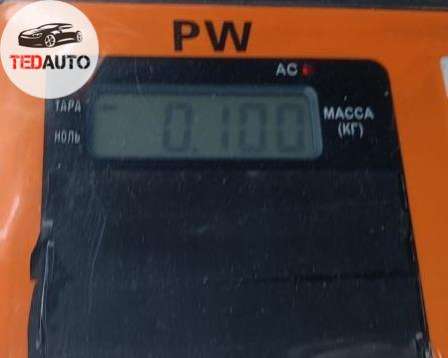 TEDAUTO
PW
AC
ТАРА
НОЛЬ
0.100
МАССА
(КГ)